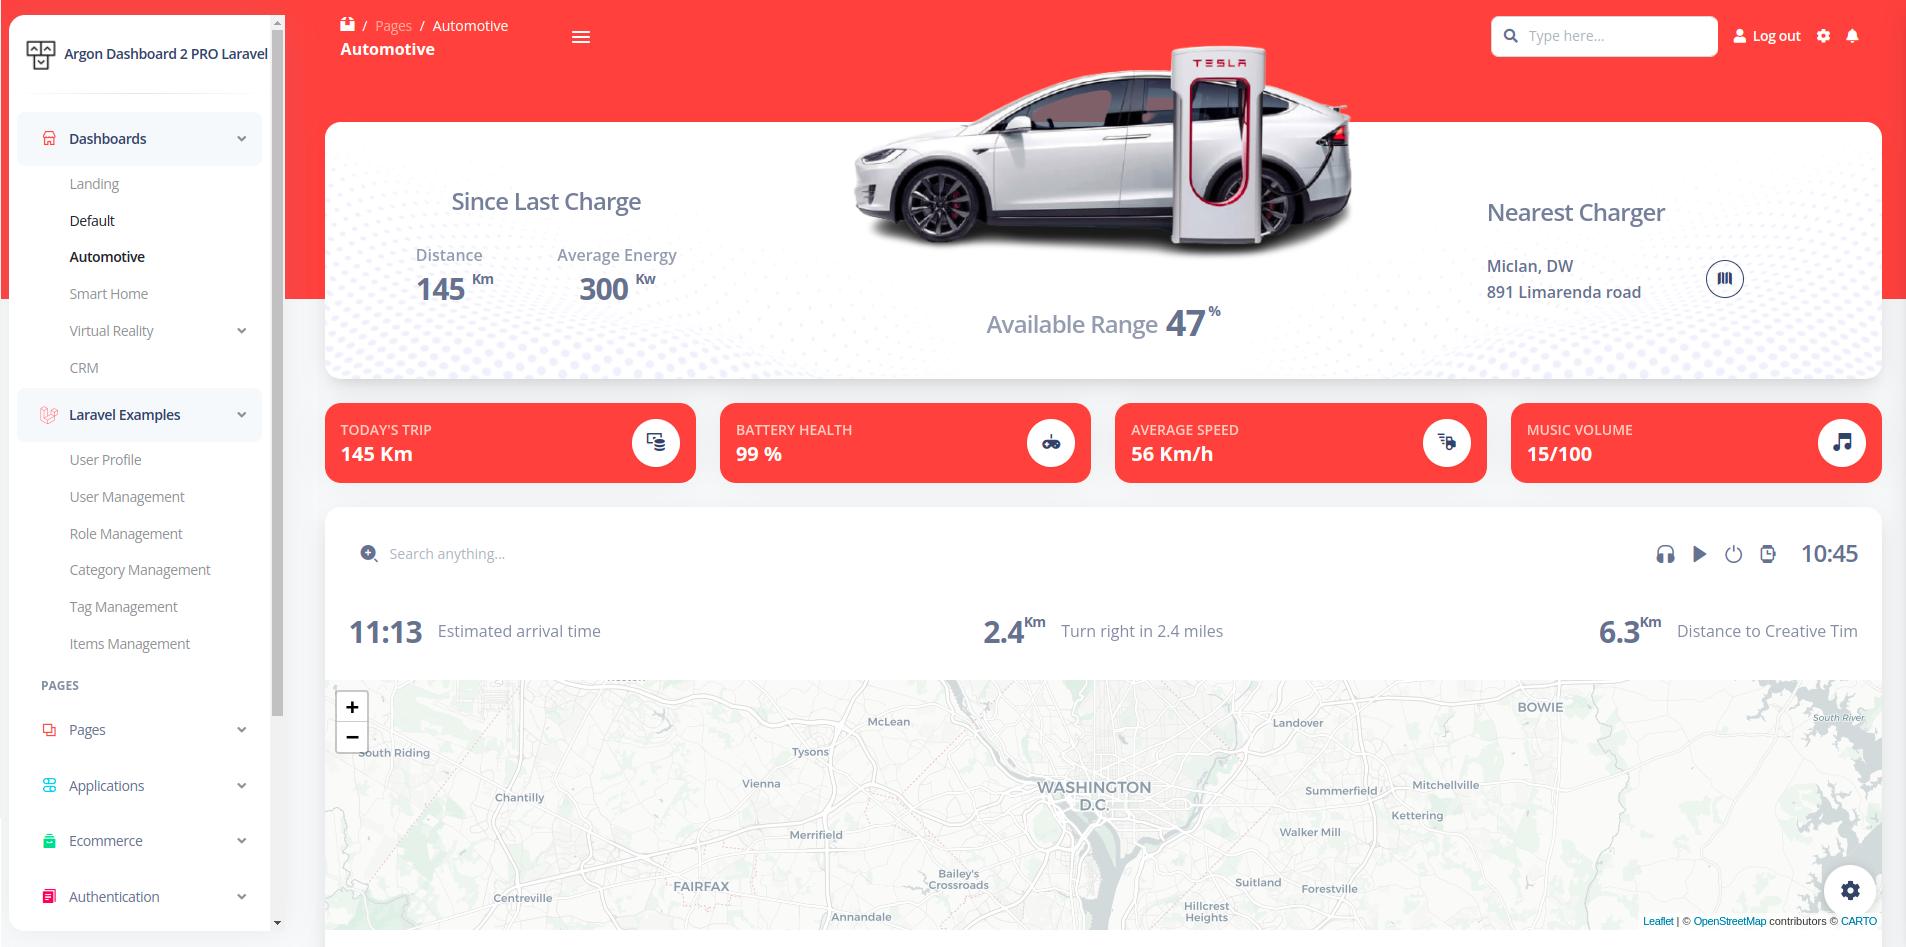 Argon Dashboard 2 PRO Laravel
Dashboards
Landing
Default
Automotive
Smart Home
Virtual Reality
CRM
Laravel Examples
User Profile
User Management
Role Management
Category Management
Tag Management
Items Management
PAGES
Pages
Applications
Ecommerce
Authentication
/ Pages / Automotive
Automotive
Type here...
Log out
TESLA
Since Last Charge
Distance
145 Km
Average Energy
300 Kw
Available Range 47 %
Nearest Charger
Miclan, DW
891 Limarenda road
TODAY'S TRIP
145 Km
BATTERY HEALTH
99 %
AVERAGE SPEED
56 Km/h
MUSIC VOLUME
15/100
Search anything...
10:45
11:13 Estimated arrival time
2.4 Km Turn right in 2.4 miles
6.3 Km Distance to Creative Tim
+
−
McLean
Landover
BOWIE
South River
South Riding
Tysons
Vienna
WASHINGTON
D.C.
Summerfield
Mitchellville
Chantilly
Kettering
Merrifield
Walker Mill
Bailey's
Crossroads
FAIRFAX
Suitland
Forestville
Centreville
Hillcrest
Heights
Annandale
Leaflet | © OpenStreetMap contributors © CARTO